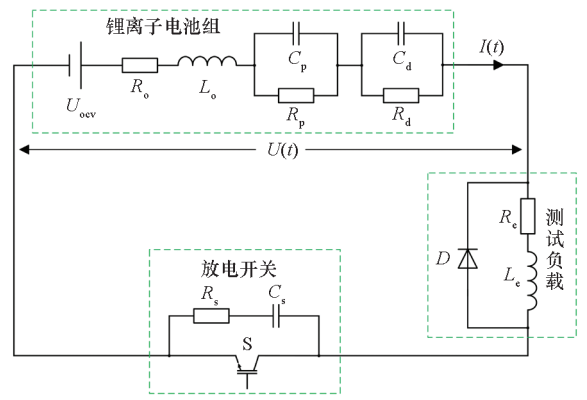 锂离子电池组
I(t)
C_p
C_d
R_o
L_o
U_ocv
R_p
R_d
U(t)
R_e
测试负载
D
L_e
放电开关
R_s
C_s
S